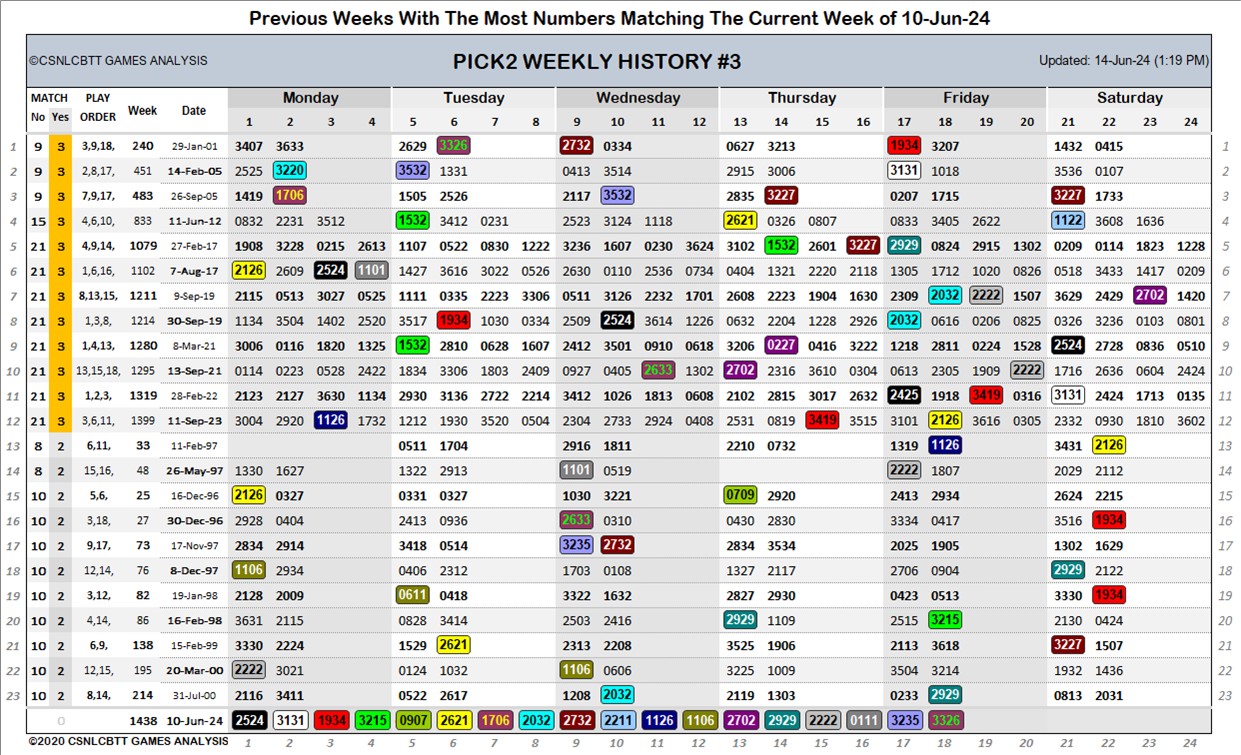 Previous Weeks With The Most Numbers Matching The Current Week of 10-Jun-24
©CSNLCBTT GAMES ANALYSIS PICK2 WEEKLY HISTORY #3 Updated: 14-Jun-24 (1:19 PM)
MATCH PLAY Week Date Monday Tuesday Wednesday Thursday Friday Saturday
No Yes ORDER 1 2 3 4 5 6 7 8 9 10 11 12 13 14 15 16 17 18 19 20 21 22 23 24
1 9 3 3,9,18, 240 29-Jan-01 3407 3633 2629 3326 2732 0334 0627 3213 1934 3207 1432 0415 1
2 9 3 2,8,17, 451 14-Feb-05 2525 3220 3532 1331 0413 3514 2915 3006 3131 1018 3536 0107 2
3 9 3 7,9,17, 483 26-Sep-05 1419 1706 1505 2526 2117 3532 2835 3227 0207 1715 3227 1733 3
4 15 3 4,6,10, 833 11-Jun-12 0832 2231 3512 1532 3412 0231 2523 3124 1118 2621 0326 0807 0833 3405 2622 1122 3608 1636 4
5 21 3 4,9,14, 1079 27-Feb-17 1908 3228 0215 2613 1107 0522 0830 1222 3236 1607 0230 3624 3102 1532 2601 3227 2929 0824 2915 1302 0209 0114 1823 1228 5
6 21 3 1,6,16, 1102 7-Aug-17 2126 2609 2524 1101 1427 3616 3022 0526 2630 0110 2536 0734 0404 1321 2220 2118 1305 1712 1020 0826 0518 3433 1417 0209 6
7 21 3 8,13,15, 1211 9-Sep-19 2115 0513 3027 0525 1111 0335 2223 3306 0511 3126 2232 1701 2608 2223 1904 1630 2309 2032 2222 1507 3629 2429 2702 1420 7
8 21 3 1,3,8, 1214 30-Sep-19 1134 3504 1402 2520 3517 1934 1030 0334 2509 2524 3614 1226 0632 2204 1228 2926 2032 0616 0206 0825 0326 3236 0103 0801 8
9 21 3 1,4,13, 1280 8-Mar-21 3006 0116 1820 1325 1532 2810 0628 1607 2412 3501 0910 0618 3206 0227 0416 3222 1218 2811 0224 1528 2524 2728 0836 0510 9
10 21 3 13,15,18, 1295 13-Sep-21 0114 0223 0528 2422 1834 3306 1803 2409 0927 0405 2633 1302 2702 2316 3610 0304 0613 2305 1909 2022 1716 2636 0604 2424 10
11 21 3 1,2,3, 1319 28-Feb-22 2123 2127 3630 1134 2930 3136 2722 2214 3412 1026 1813 0608 2102 2815 3017 2632 2425 1918 3419 0316 3131 2424 1713 0135 11
12 21 3 3,6,11, 1399 11-Sep-23 3004 2920 1126 1732 1212 1930 3520 0504 2304 2733 2924 0408 2531 0819 3419 3515 3101 2126 3616 0305 2332 0930 1810 3602 12
13 8 2 6,11, 33 11-Feb-97 0511 1704 2916 1811 2210 0732 1319 1126 3431 2126 13
14 8 2 15,16, 48 26-May-97 1330 1627 1322 2913 1101 0519 2222 1807 2029 2112 14
15 10 2 5,6, 25 16-Dec-96 2126 0327 0331 0327 1030 3221 0709 2920 2413 2934 2624 2215 15
16 10 2 3,18, 27 30-Dec-96 2928 0404 2413 0936 2633 0310 0430 2830 3334 0417 3516 1934 16
17 10 2 9,17, 73 17-Nov-97 2834 2914 3418 0514 3235 2732 2834 3534 2025 1905 1302 1629 17
18 10 2 12,14, 76 8-Dec-97 1106 2934 0406 2312 1703 0108 1327 2117 2706 0904 2929 2122 18
19 10 2 3,12, 82 19-Jan-98 2128 2009 0611 0418 3322 1632 2827 2930 0423 0513 3330 1934 19
20 10 2 4,14, 86 16-Feb-98 3631 2115 0828 3414 2503 2416 2929 1109 2518 3215 2130 0424 20
21 10 2 6,9, 138 15-Feb-99 3330 2224 1529 2621 2313 2208 3525 1906 2113 3618 3227 1507 21
22 10 2 12,15, 195 20-Mar-00 2222 3021 0124 1032 1106 0606 3225 1009 3504 3214 1932 1436 22
23 10 2 8,14, 214 31-Jul-00 2116 3411 0522 2617 1208 2032 2119 1303 0233 2929 0813 2031 23
0 1438 10-Jun-24 2524 3131 1934 3215 0907 2621 1706 2032 2732 2211 1126 1106 2702 2929 2222 0111 3235 3326
©2020 CSNLCBTT GAMES ANALYSIS 1 2 3 4 5 6 7 8 9 10 11 12 13 14 15 16 17 18 19 20 21 22 23 24